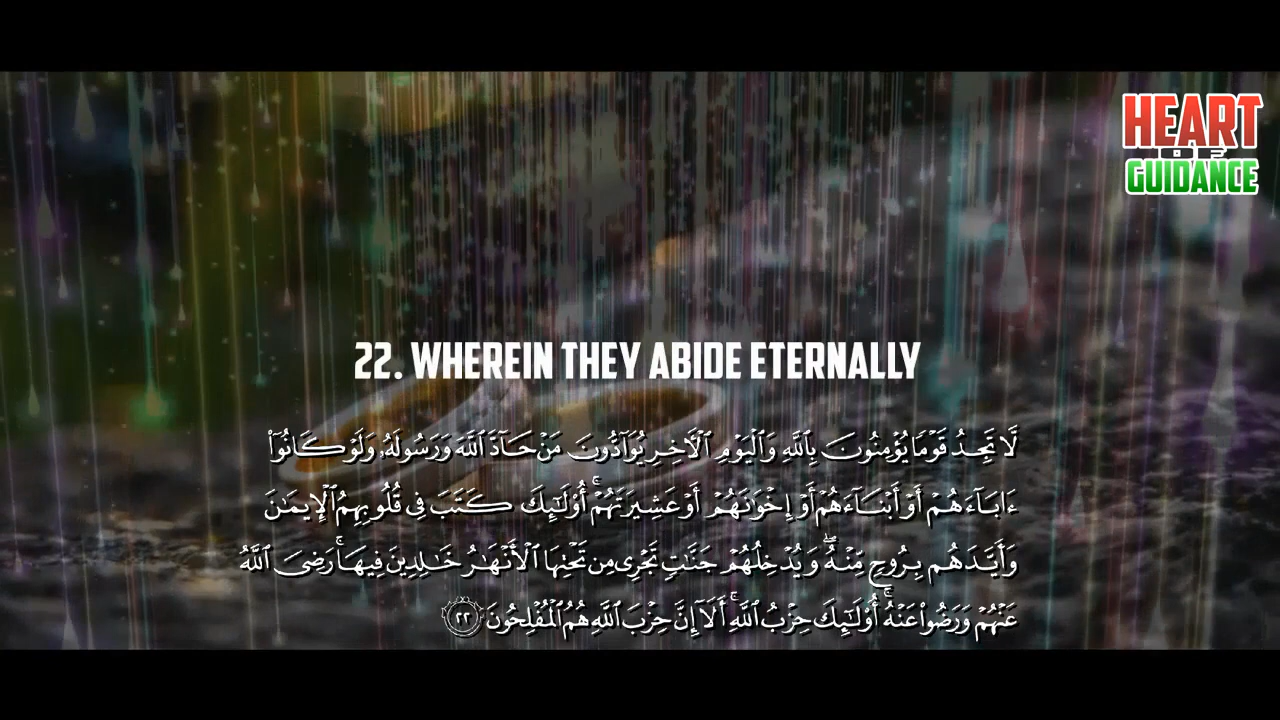 HEART
OF
GUIDANCE
22. WHEREIN THEY ABIDE ETERNALLY
لَّا تَجِدُ قَوْمًا يُؤْمِنُونَ بِٱللَّهِ وَٱلْيَوْمِ ٱلْءَاخِرِ يُوَآدُّونَ مَنْ حَآدَّ ٱللَّهَ وَرَسُولَهُۥ وَلَوْ كَانُوٓا۟
ءَابَآءَهُمْ أَوْ أَبْنَآءَهُمْ أَوْ إِخْوَٰنَهُمْ أَوْ عَشِيرَتَهُمْ ۚ أُو۟لَٰٓئِكَ كَتَبَ فِى قُلُوبِهِمُ ٱلْإِيمَٰنَ
وَأَيَّدَهُم بِرُوحٍ مِّنْهُ ۖ وَيُدْخِلُهُمْ جَنَّٰتٍ تَجْرِى مِن تَحْتِهَا ٱلْأَنْهَٰرُ خَٰلِدِينَ فِيهَا ۚ رَضِىَ ٱللَّهُ
عَنْهُمْ وَرَضُوا۟ عَنْهُ ۚ أُو۟لَٰٓئِكَ حِزْبُ ٱللَّهِ ۚ أَلَآ إِنَّ حِزْبَ ٱللَّهِ هُمُ ٱلْمُفْلِحُونَ ٢٢